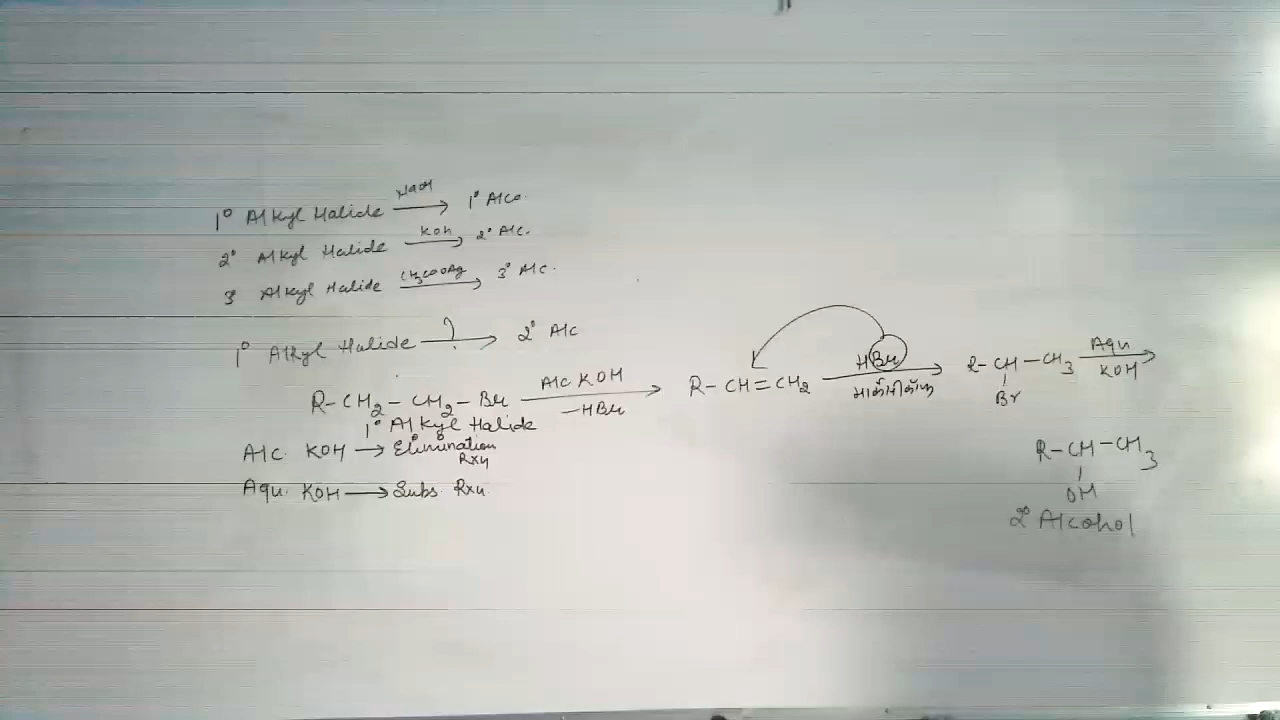 1° Alkyl Halide —NaOH→ 1° Alco.
2° Alkyl Halide —KOH→ 2° Alc.
3 Alkyl Halide —CH3COOAg→ 3° Alc.
1° Alkyl Halide —?→ 2° Alc
R-CH2-CH2-Br —Alc KOH / -HBr→ R-CH=CH2 —HBr / मार्कोनीकॉफ→ R-CH(Br)-CH3 —Aqu KOH→
1° Alkyl Halide
Alc. KOH → Elimination Rxn
Aqu. KOH → Subs Rxn.
R-CH-CH3
OH
2° Alcohol